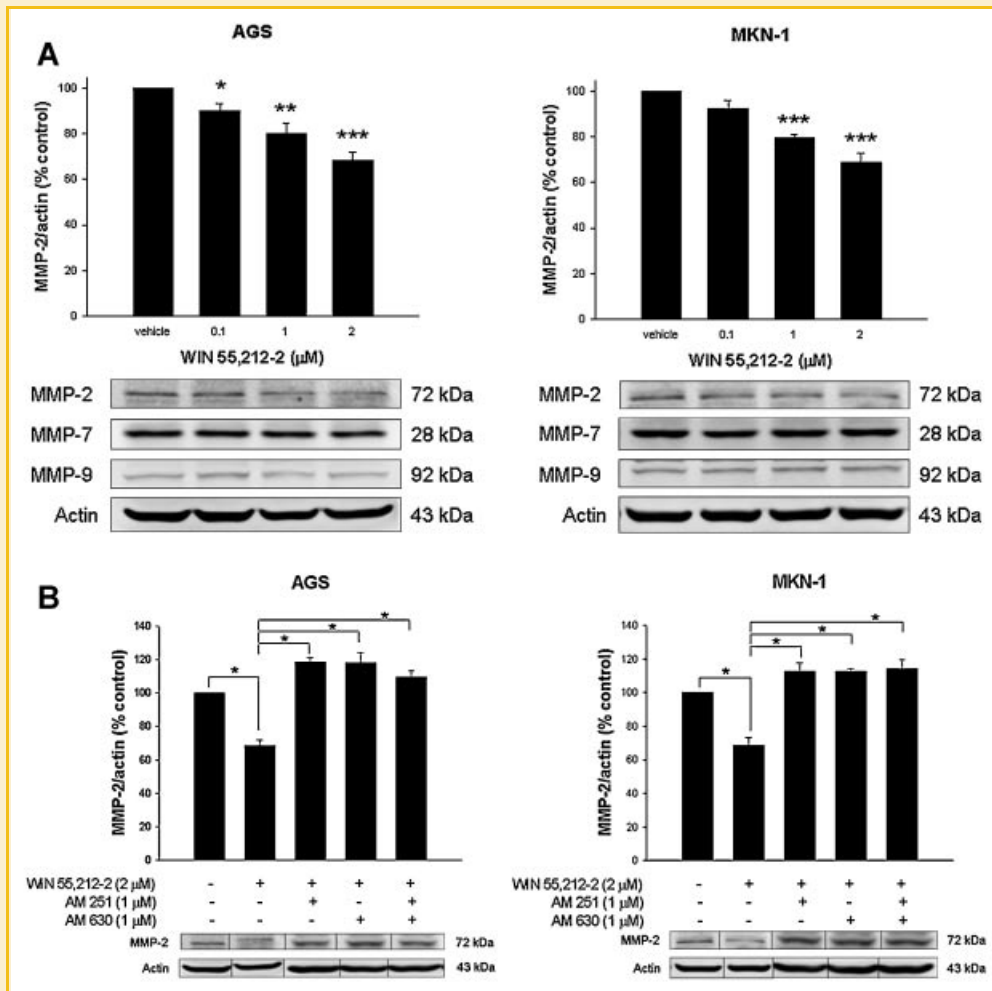 AGS
MKN-1
A
MMP-2/actin (% control)
100
80
60
40
20
0
*
**
***
vehicle 0.1 1 2
WIN 55,212-2 (µM)
MMP-2 72 kDa
MMP-7 28 kDa
MMP-9 92 kDa
Actin 43 kDa
MMP-2/actin (% control)
100
80
60
40
20
0
***
***
vehicle 0.1 1 2
WIN 55,212-2 (µM)
MMP-2 72 kDa
MMP-7 28 kDa
MMP-9 92 kDa
Actin 43 kDa
B
AGS
MMP-2/actin (% control)
140
120
100
80
60
40
20
0
*
*
*
*
WIN 55,212-2 (2 µM) - + + + +
AM 251 (1 µM) - - + - +
AM 630 (1 µM) - - - + +
MMP-2 72 kDa
Actin 43 kDa
MKN-1
MMP-2/actin (% control)
140
120
100
80
60
40
20
0
*
*
*
*
WIN 55,212-2 (2 µM) - + + + +
AM 251 (1 µM) - - + - +
AM 630 (1 µM) - - - + +
MMP-2 72 kDa
Actin 43 kDa